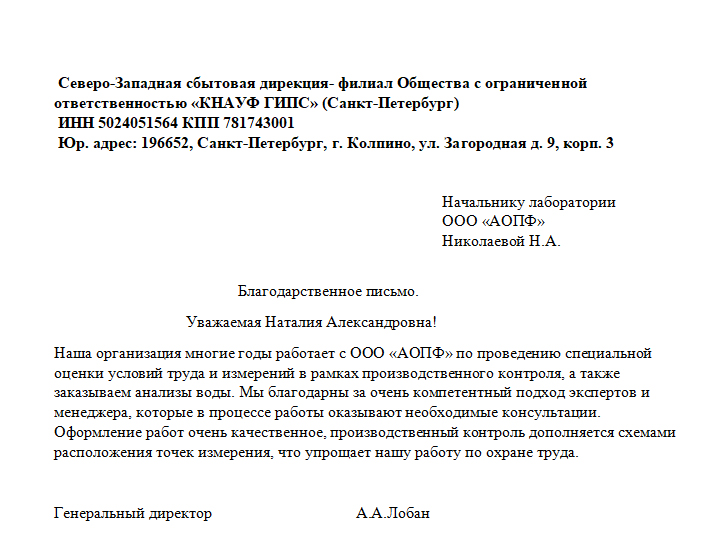 Северо-Западная сбытовая дирекция- филиал Общества с ограниченной
ответственностью «КНАУФ ГИПС» (Санкт-Петербург)
ИНН 5024051564 КПП 781743001
Юр. адрес: 196652, Санкт-Петербург, г. Колпино, ул. Загородная д. 9, корп. 3
Начальнику лаборатории
ООО «АОПФ»
Николаевой Н.А.
Благодарственное письмо.
Уважаемая Наталия Александровна!
Наша организация многие годы работает с ООО «АОПФ» по проведению специальной
оценки условий труда и измерений в рамках производственного контроля, а также
заказываем анализы воды. Мы благодарны за очень компетентный подход экспертов и
менеджера, которые в процессе работы оказывают необходимые консультации.
Оформление работ очень качественное, производственный контроль дополняется схемами
расположения точек измерения, что упрощает нашу работу по охране труда.
Генеральный директор А.А.Лобан